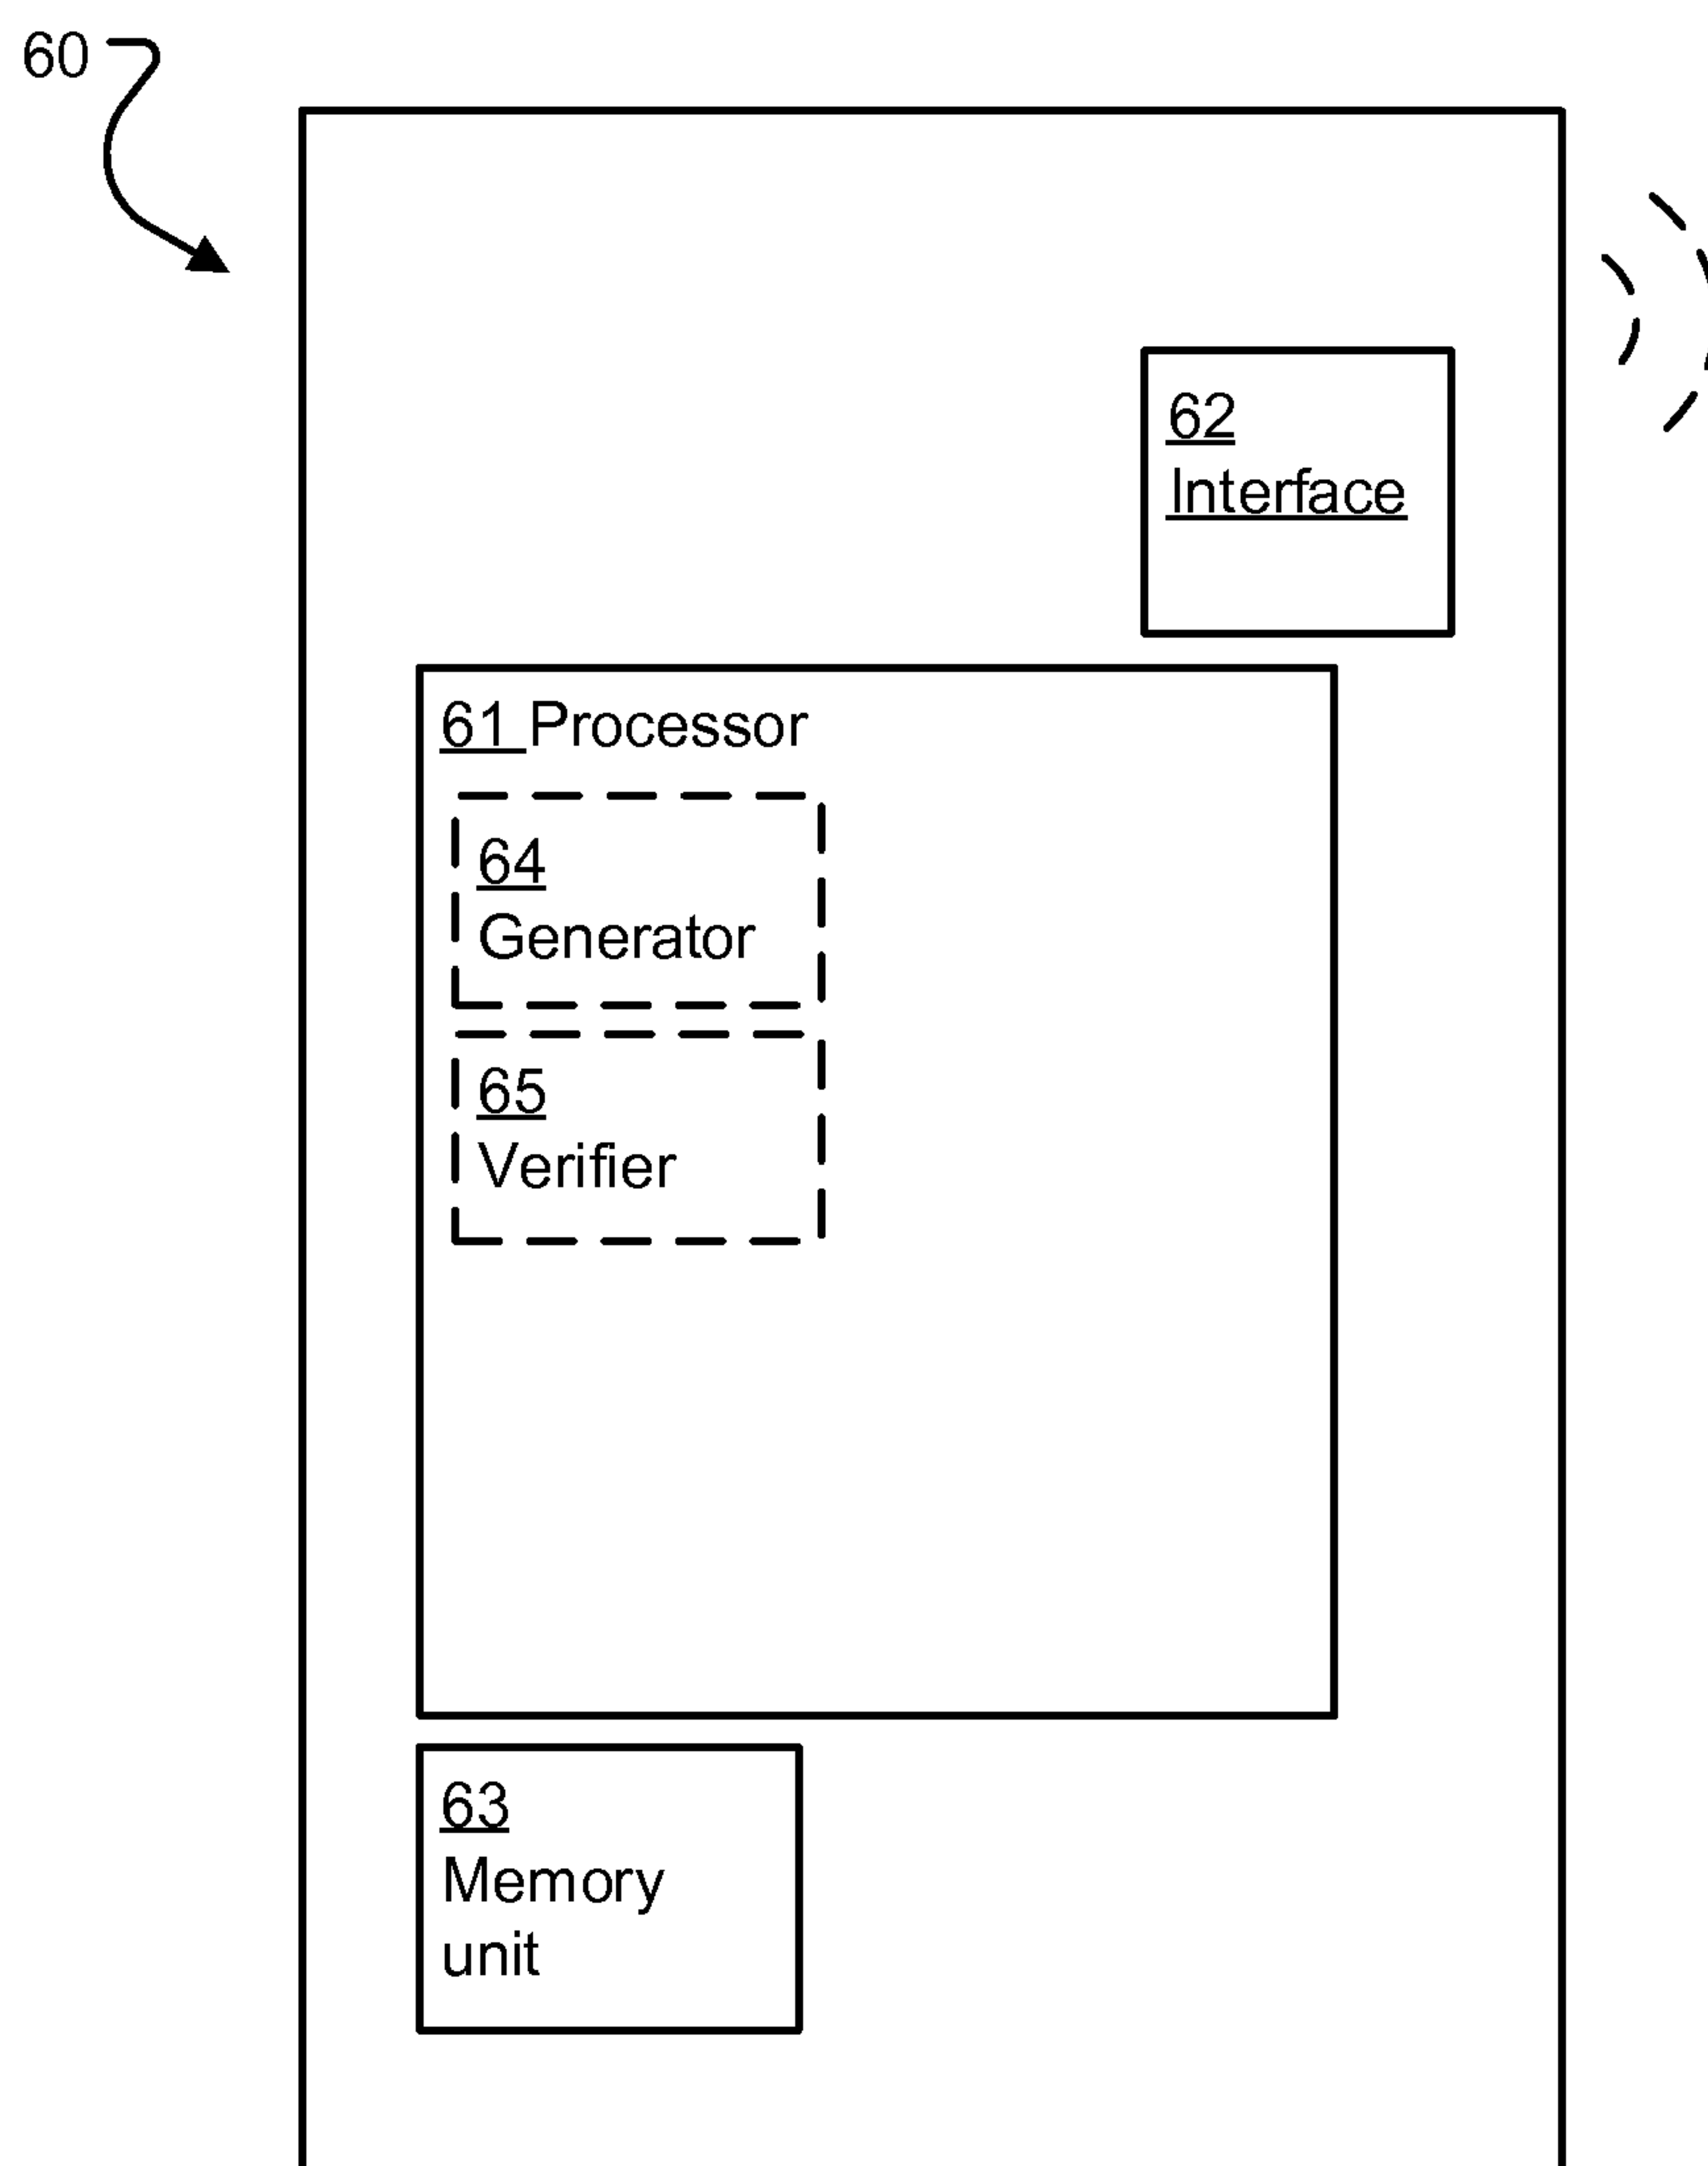 60
62
Interface
61 Processor
64
Generator
65
Verifier
63
Memory
unit